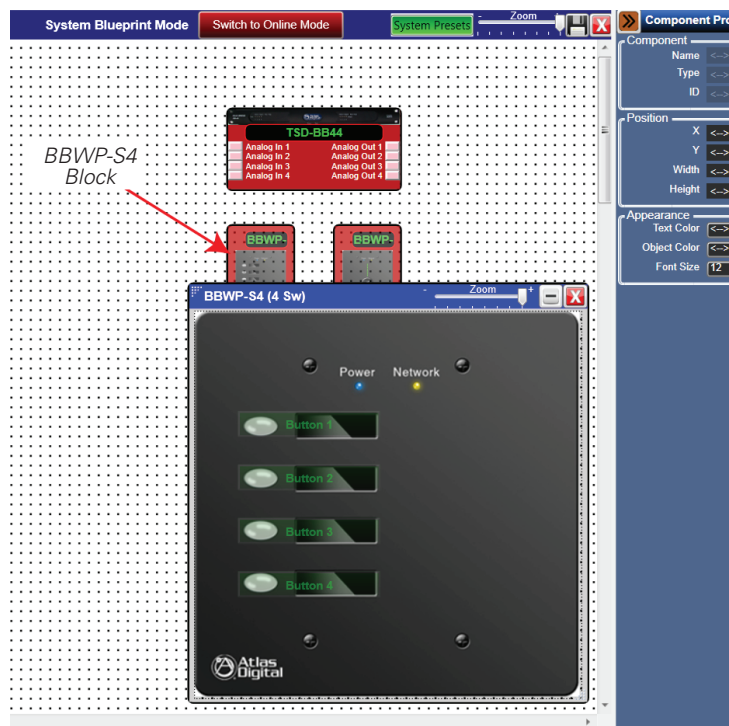 System Blueprint Mode
Switch to Online Mode
System Presets
- Zoom +
X
Component Pro
Component
Name <-->
Type <-->
ID <-->
Position
X <-->
Y <-->
Width <-->
Height <-->
Appearance
Text Color <-->
Object Color <-->
Font Size 12
TSD-BB44
Analog In 1 Analog Out 1
Analog In 2 Analog Out 2
Analog In 3 Analog Out 3
Analog In 4 Analog Out 4
BBWP-S4
Block
BBWP- BBWP-
BBWP-S4 (4 Sw)
- Zoom +
X
Power Network
Button 1
Button 2
Button 3
Button 4
Atlas
Digital